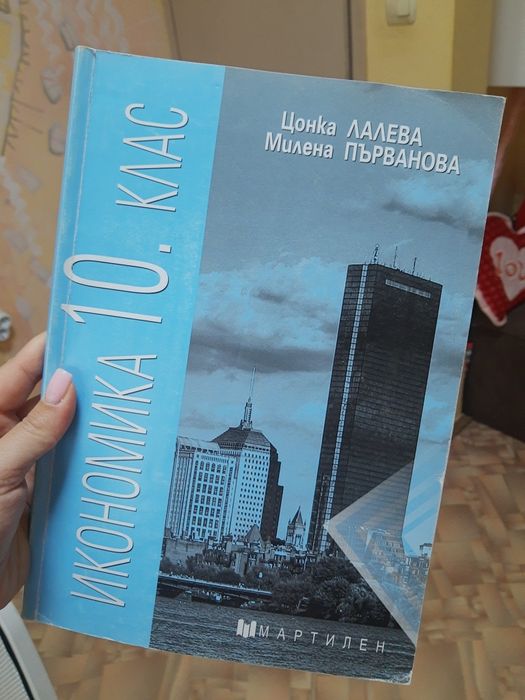 Цонка ЛАЛЕВА
Милена ПЪРВАНОВА
ИКОНОМИКА 10. КЛАС
МАРТИЛЕН